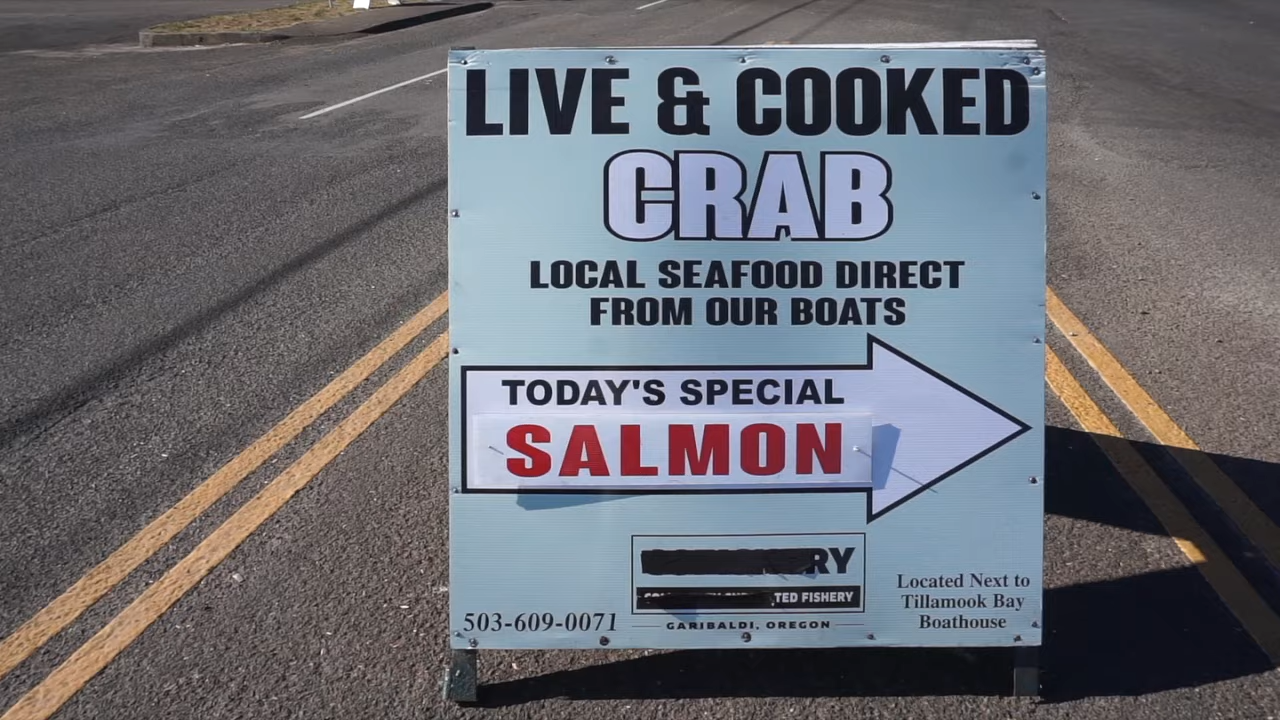 LIVE & COOKED
CRAB
LOCAL SEAFOOD DIRECT
FROM OUR BOATS
TODAY'S SPECIAL
SALMON
TED FISHERY
GARIBALDI, OREGON
503-609-0071
Located Next to
Tillamook Bay
Boathouse